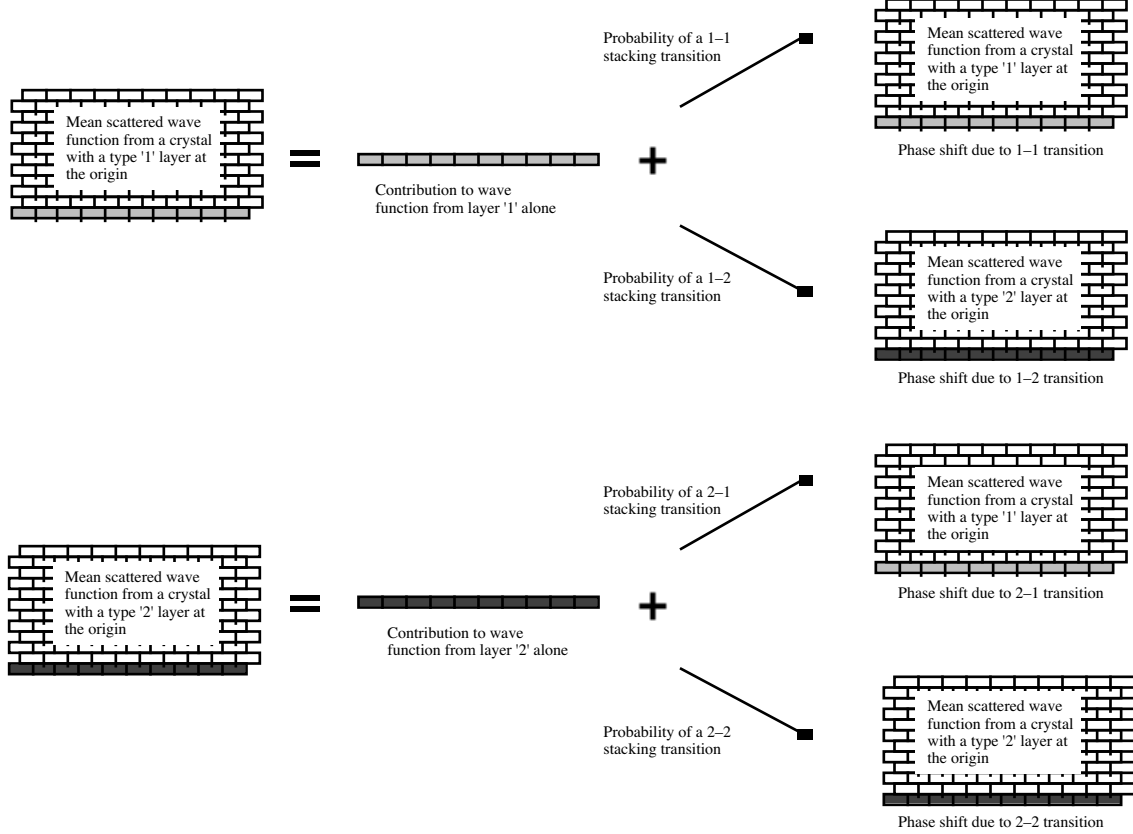 Probability of a 1–1
stacking transition
Mean scattered wave
function from a crystal
with a type '1' layer at
the origin
Phase shift due to 1–1 transition
Mean scattered wave
function from a crystal
with a type '1' layer at
the origin
=
Contribution to wave
function from layer '1' alone
+
Probability of a 1–2
stacking transition
Mean scattered wave
function from a crystal
with a type '2' layer at
the origin
Phase shift due to 1–2 transition
Probability of a 2–1
stacking transition
Mean scattered wave
function from a crystal
with a type '1' layer at
the origin
Phase shift due to 2–1 transition
Mean scattered wave
function from a crystal
with a type '2' layer at
the origin
=
Contribution to wave
function from layer '2' alone
+
Probability of a 2–2
stacking transition
Mean scattered wave
function from a crystal
with a type '2' layer at
the origin
Phase shift due to 2–2 transition